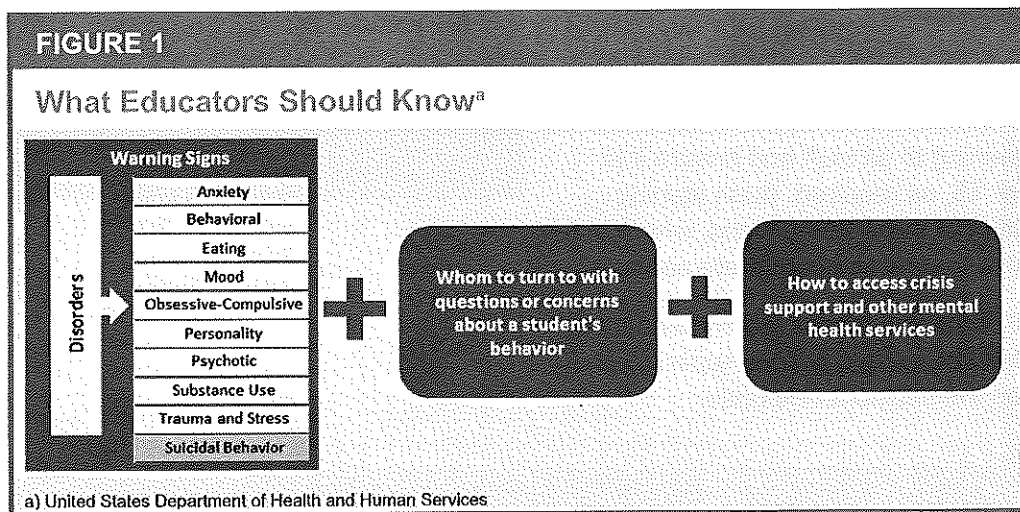 FIGURE 1
What Educators Should Knowᵃ
Warning Signs
Disorders
Anxiety
Behavioral
Eating
Mood
Obsessive-Compulsive
Personality
Psychotic
Substance Use
Trauma and Stress
Suicidal Behavior
Whom to turn to with
questions or concerns
about a student's
behavior
How to access crisis
support and other mental
health services
a) United States Department of Health and Human Services